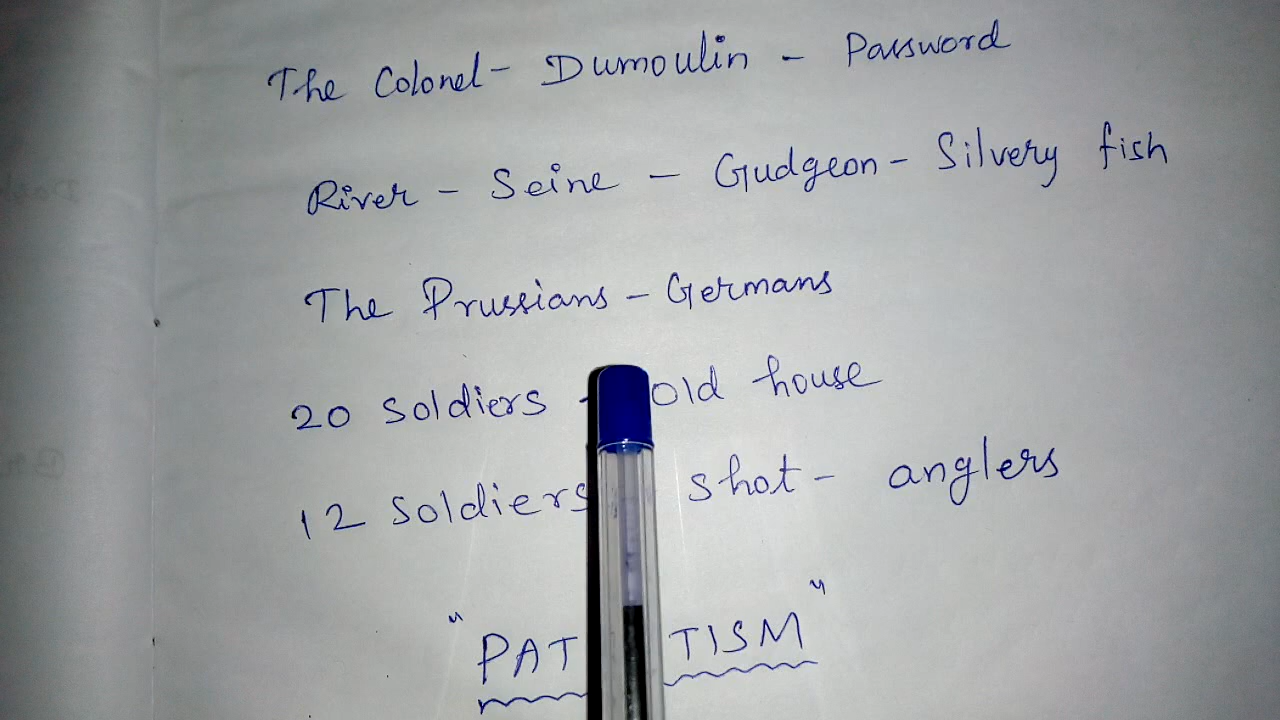 The Colonel - Dumoulin - Password
River - Seine - Gudgeon - Silvery fish
The Prussians - Germans
20 soldiers - old house
12 soldiers shot - anglers
"PAT TISM"